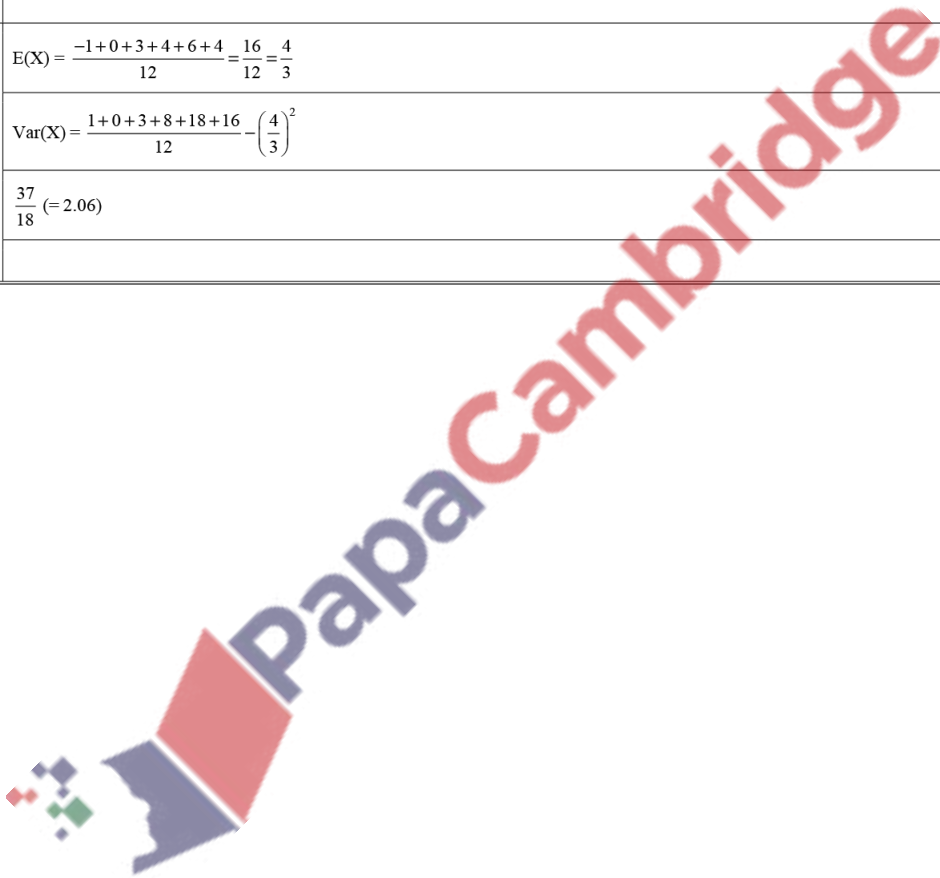 E(X) = (−1+0+3+4+6+4)/12 = 16/12 = 4/3
Var(X) = (1+0+3+8+18+16)/12 − (4/3)²
37/18 (= 2.06)
PapaCambridge